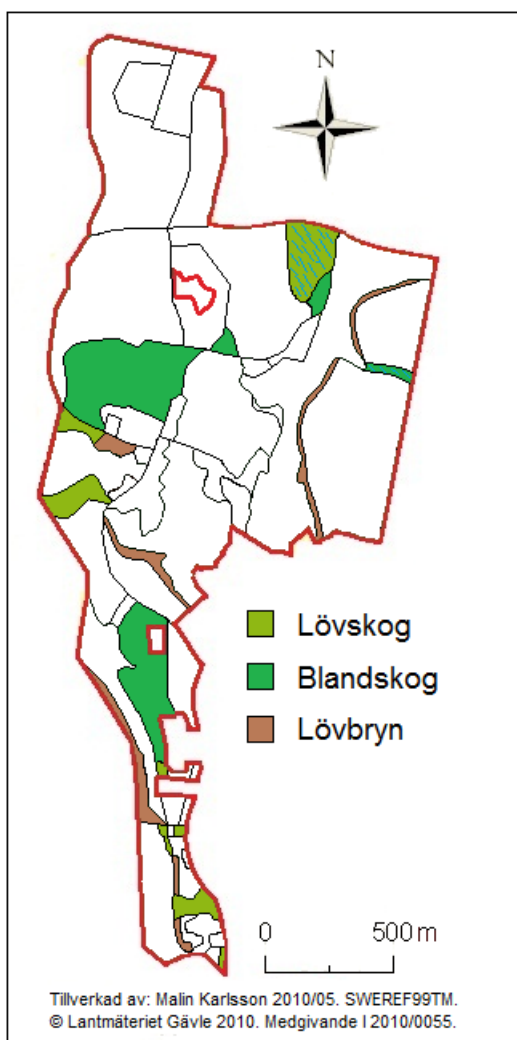 N
Lövskog
Blandskog
Lövbryn
0 500 m
Tillverkad av: Malin Karlsson 2010/05. SWEREF99TM.
© Lantmäteriet Gävle 2010. Medgivande I 2010/0055.